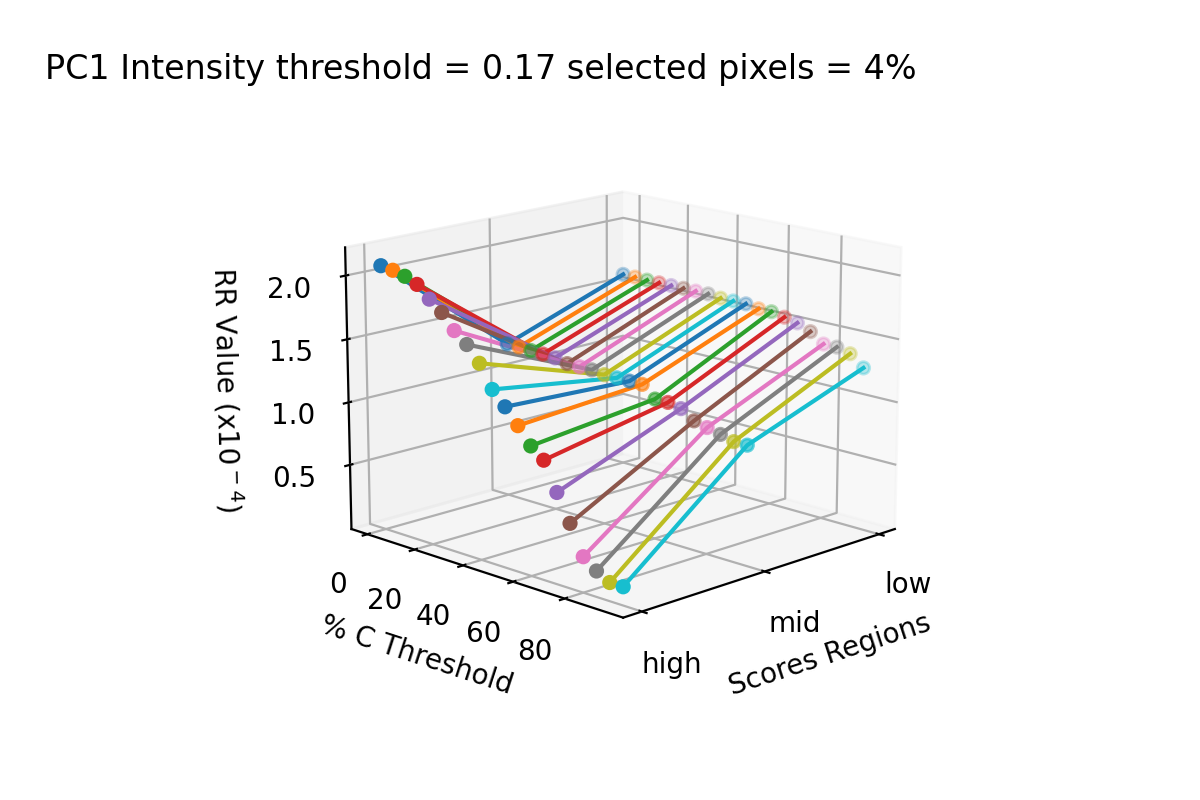 PC1 Intensity threshold = 0.17 selected pixels = 4%
RR Value (x10⁻⁴)
2.0
1.5
1.0
0.5
0
20
40
60
80
% C Threshold
high
mid
low
Scores Regions